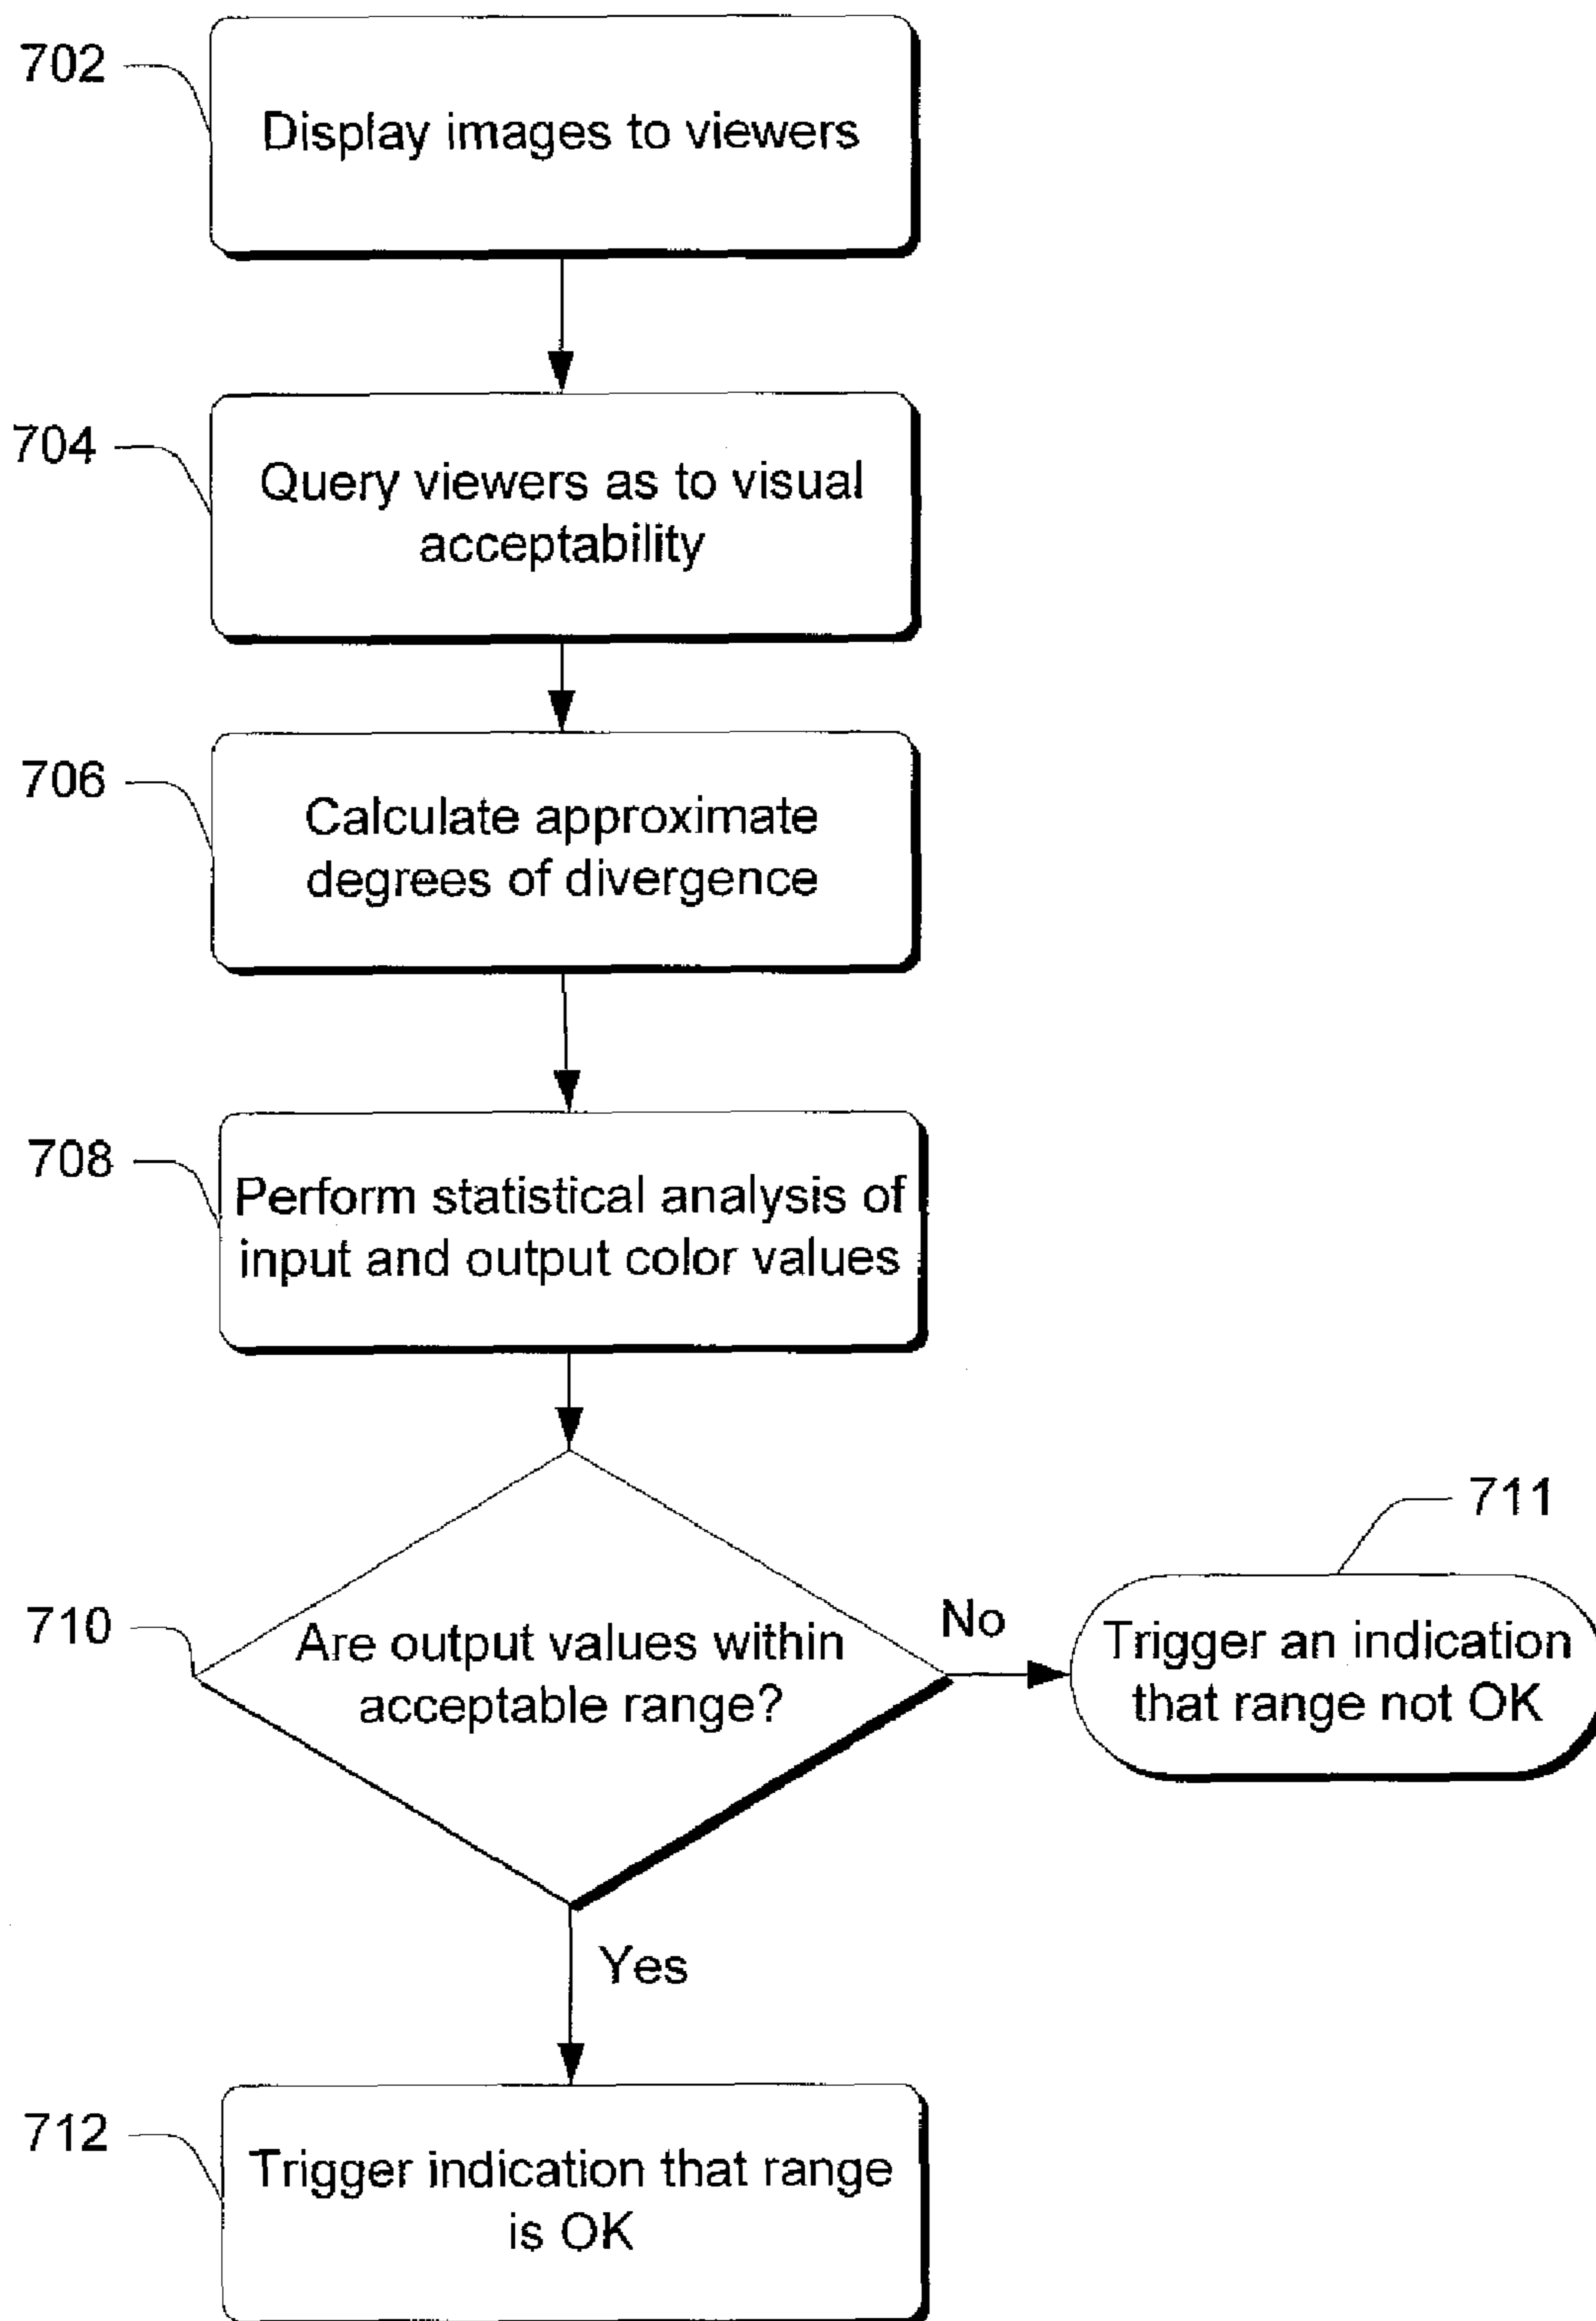 702
Display images to viewers
704
Query viewers as to visual
acceptability
706
Calculate approximate
degrees of divergence
708
Perform statistical analysis of
input and output color values
710
Are output values within
acceptable range?
No
711
Trigger an indication
that range not OK
Yes
712
Trigger indication that range
is OK